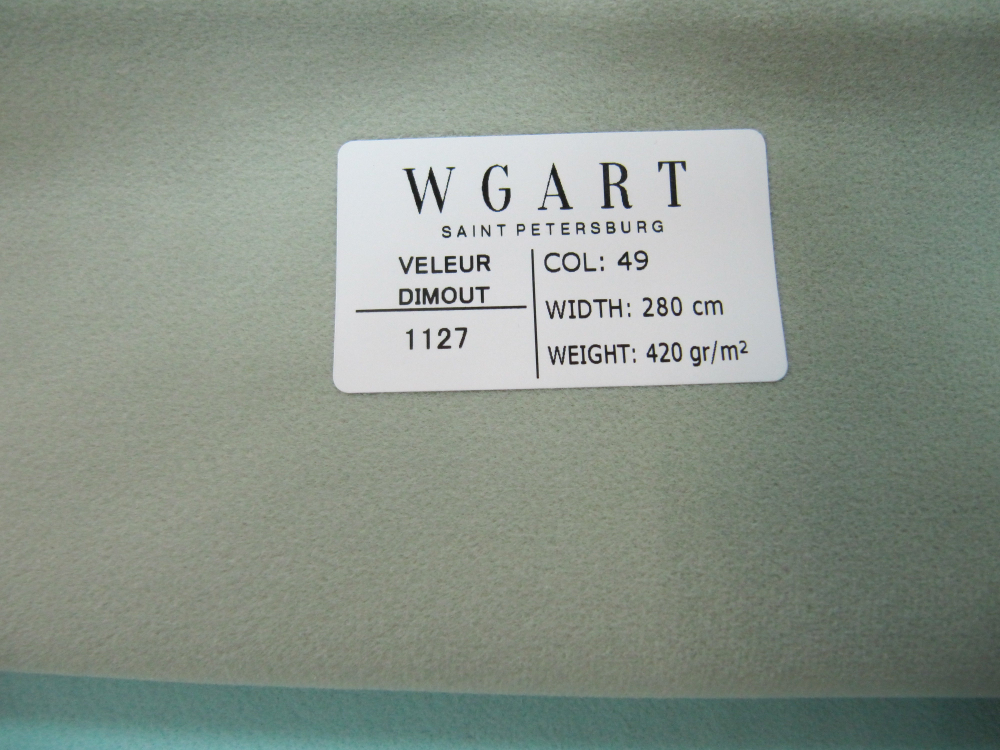 WGART
SAINT PETERSBURG
VELEUR
DIMOUT
1127
COL: 49
WIDTH: 280 cm
WEIGHT: 420 gr/m²